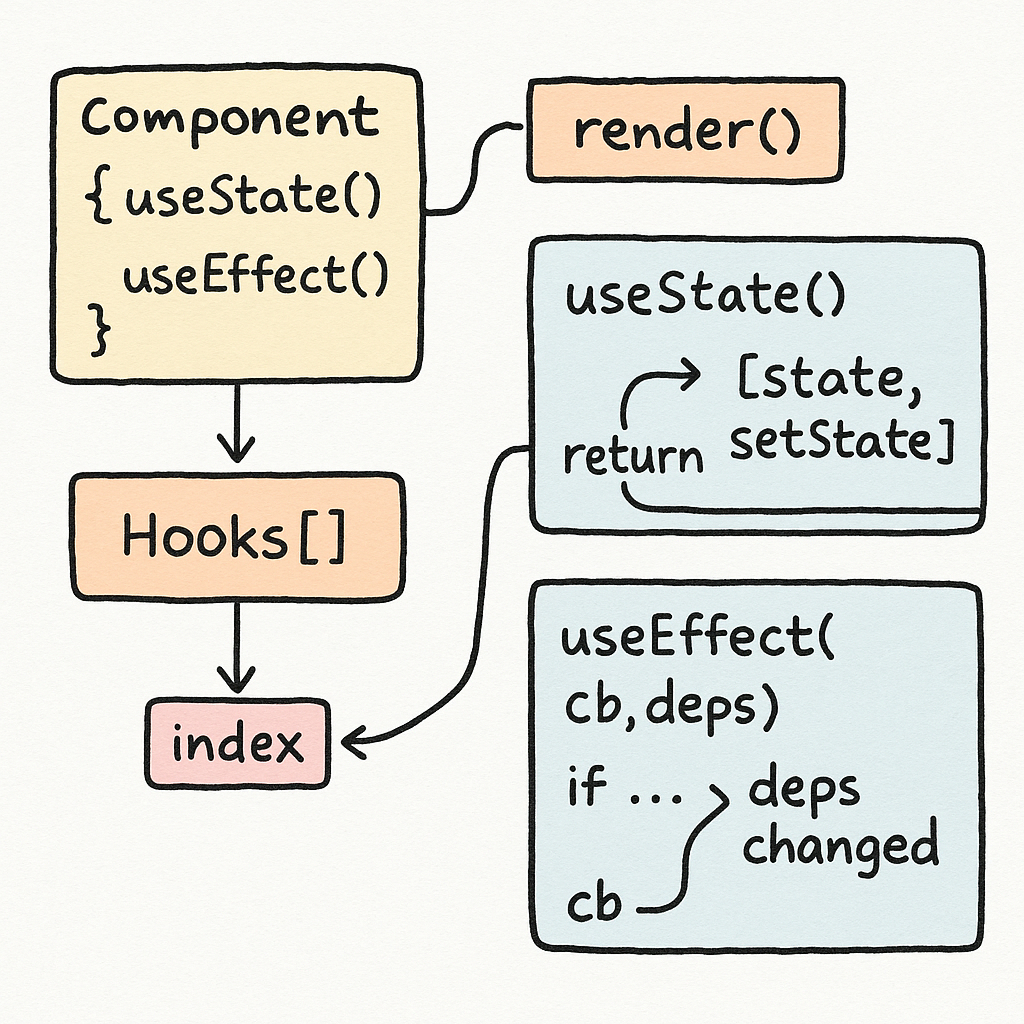 Component
{ useState()
useEffect()
}
render()
Hooks[]
index
useState()
[state,
return setState]
useEffect(
cb, deps)
if ... deps
changed
cb